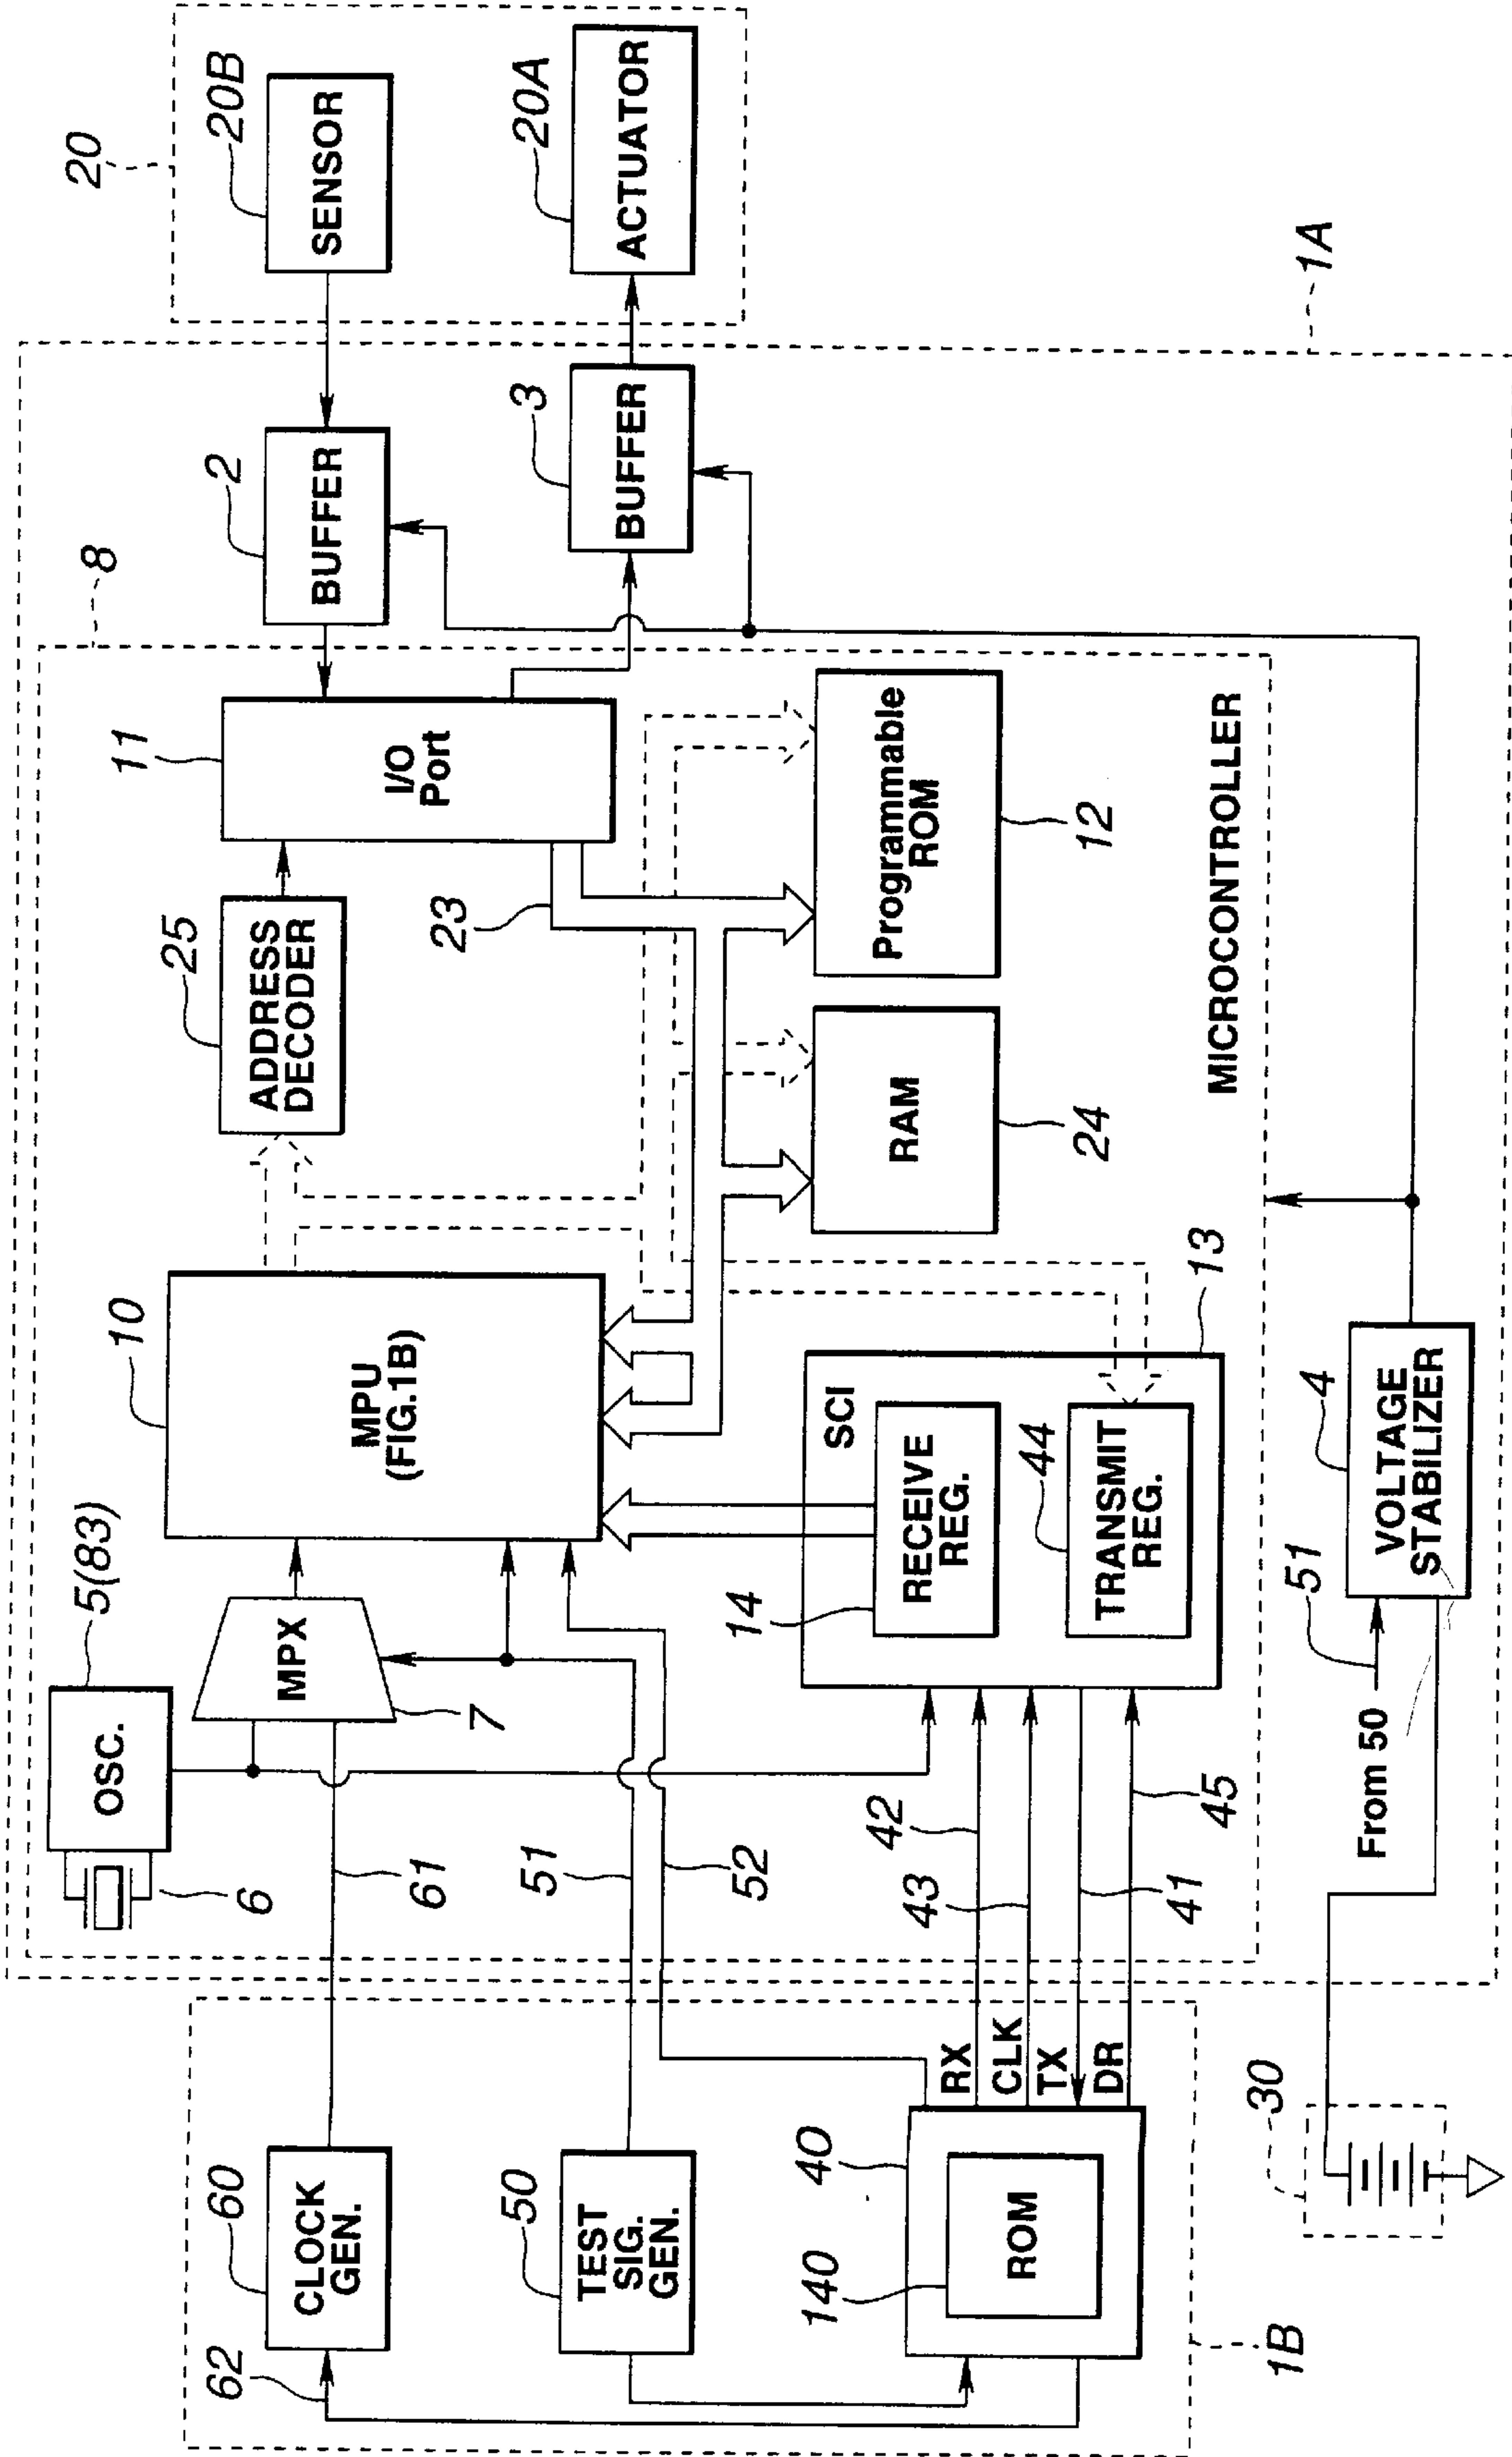 20
20B
SENSOR
20A
ACTUATOR
1A
2
BUFFER
3
BUFFER
8
11
I/O
Port
25
ADDRESS
DECODER
23
Programmable
ROM
12
RAM
24
MICROCONTROLLER
10
MPU
(FIG.1B)
5(83)
OSC.
6
MPX
7
13
SCI
14
RECEIVE
REG.
44
TRANSMIT
REG.
4
VOLTAGE
STABILIZER
51
From 50
61
51
52
42
43
41
45
RX
CLK
TX
DR
60
CLOCK
GEN.
62
50
TEST
SIG.
GEN.
40
140
ROM
1B
30